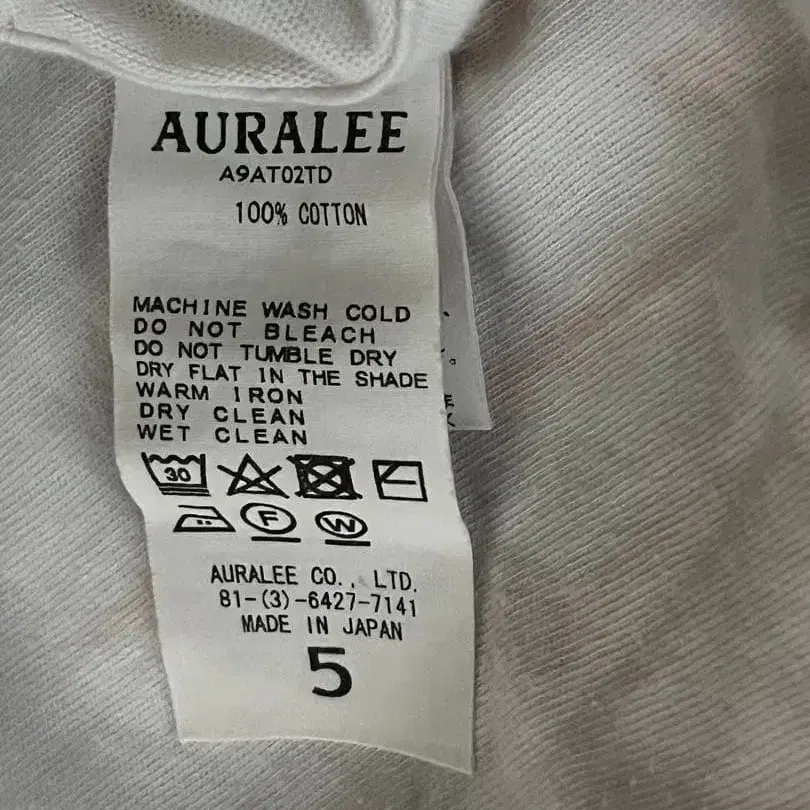 AURALEE
A9AT02TD
100% COTTON
MACHINE WASH COLD
DO NOT BLEACH
DO NOT TUMBLE DRY
DRY FLAT IN THE SHADE
WARM IRON
DRY CLEAN
WET CLEAN
30
F W
AURALEE CO., LTD.
81-(3)-6427-7141
MADE IN JAPAN
5